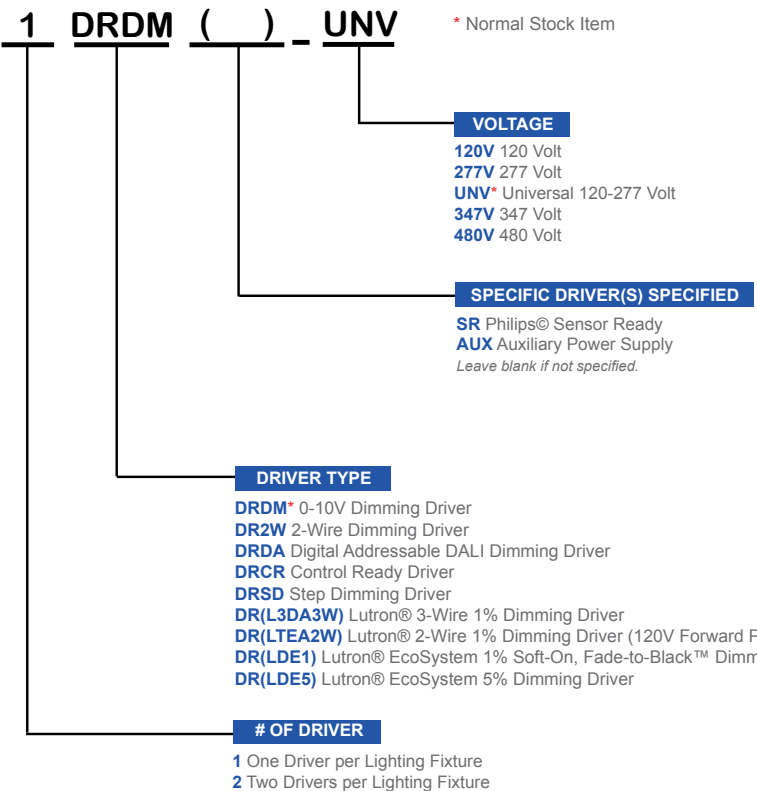 1 DRDM ( ) - UNV
* Normal Stock Item
VOLTAGE
120V 120 Volt
277V 277 Volt
UNV* Universal 120-277 Volt
347V 347 Volt
480V 480 Volt
SPECIFIC DRIVER(S) SPECIFIED
SR Philips© Sensor Ready
AUX Auxiliary Power Supply
Leave blank if not specified.
DRIVER TYPE
DRDM* 0-10V Dimming Driver
DR2W 2-Wire Dimming Driver
DRDA Digital Addressable DALI Dimming Driver
DRCR Control Ready Driver
DRSD Step Dimming Driver
DR(L3DA3W) Lutron® 3-Wire 1% Dimming Driver
DR(LTEA2W) Lutron® 2-Wire 1% Dimming Driver (120V Forward
DR(LDE1) Lutron® EcoSystem 1% Soft-On, Fade-to-Black™
DR(LDE5) Lutron® EcoSystem 5% Dimming Driver
# OF DRIVER
1 One Driver per Lighting Fixture
2 Two Drivers per Lighting Fixture